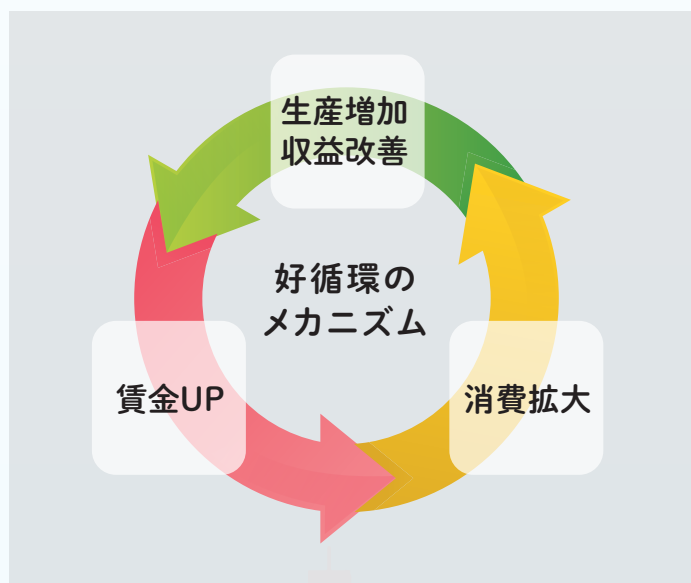 生産増加
収益改善
好循環の
メカニズム
賃金UP
消費拡大